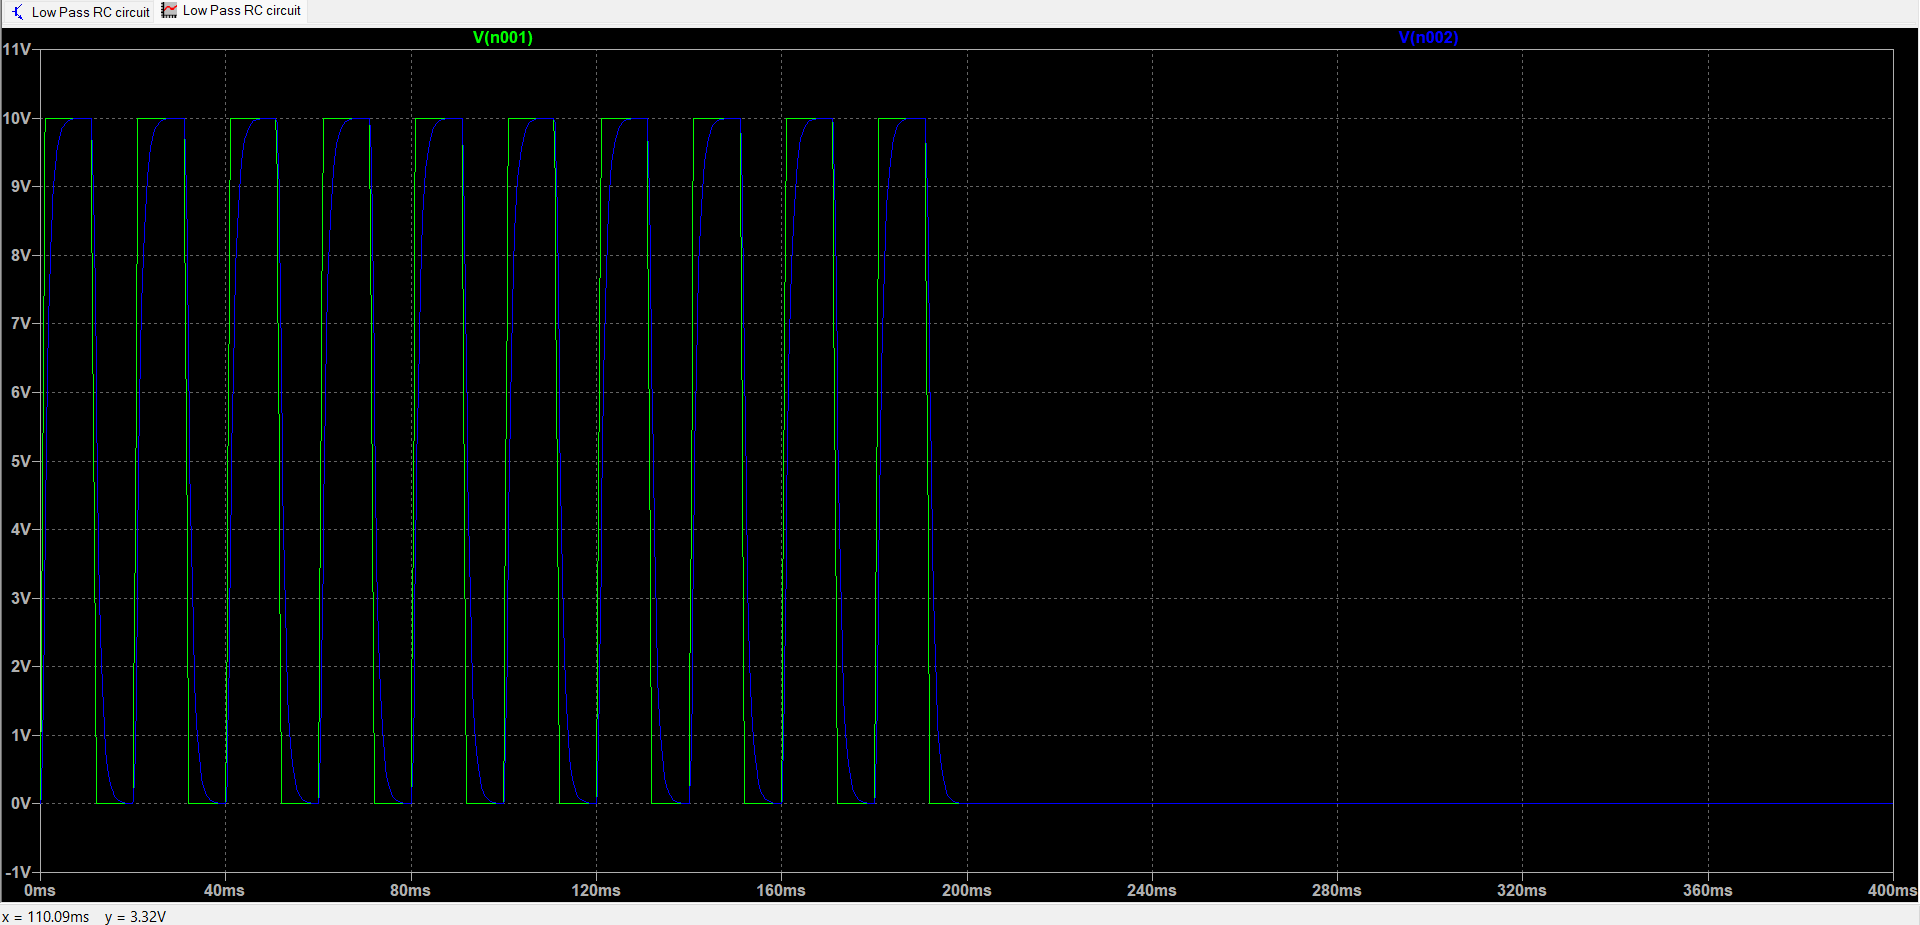 Low Pass RC circuit Low Pass RC circuit
V(n001) V(n002)
11V
10V
9V
8V
7V
6V
5V
4V
3V
2V
1V
0V
-1V
0ms 40ms 80ms 120ms 160ms 200ms 240ms 280ms 320ms 360ms 400ms
x = 110.09ms y = 3.32V